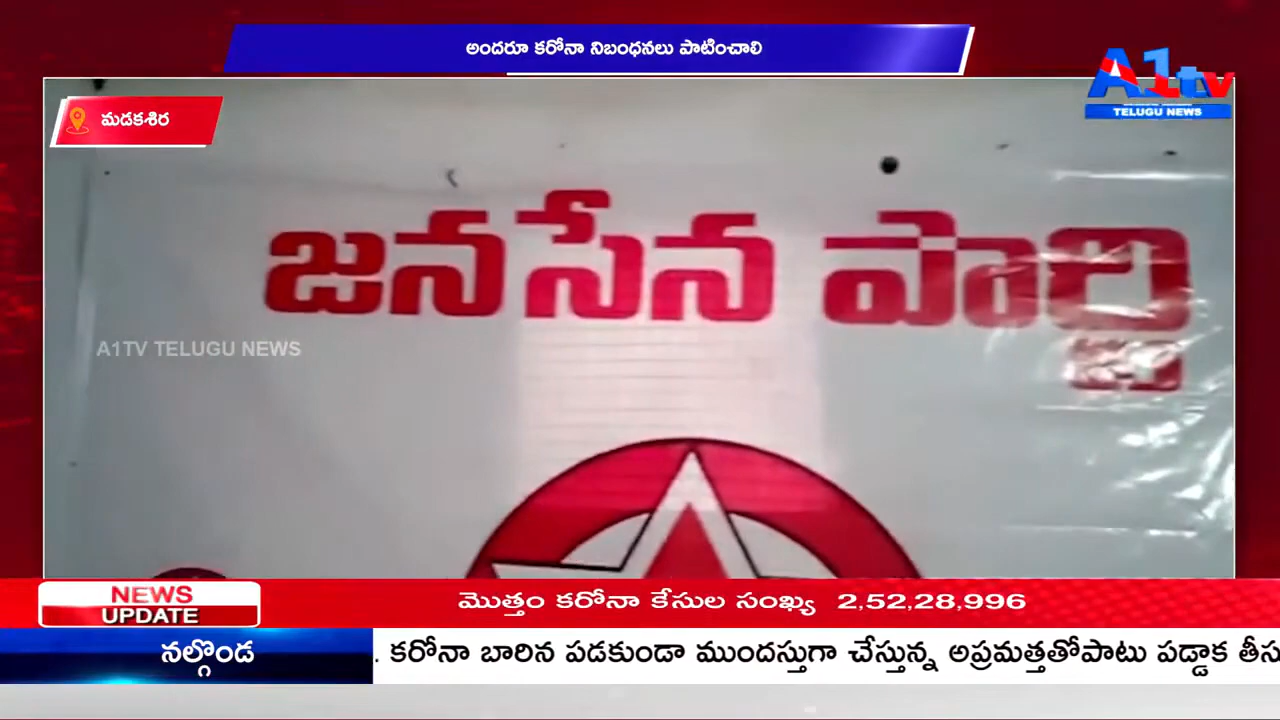 అందరూ కరోనా నిబంధనలు పాటించాలి
A1tv
TELUGU NEWS
మడకశిర
జనసేన పార్టి
A1TV TELUGU NEWS
NEWS
UPDATE
మొత్తం కరోనా కేసుల సంఖ్య 2,52,28,996
నల్గొండ
. కరోనా బారిన పడకుండా ముందస్తుగా చేస్తున్న అప్రమత్తతోపాటు పడ్డాక తీసు